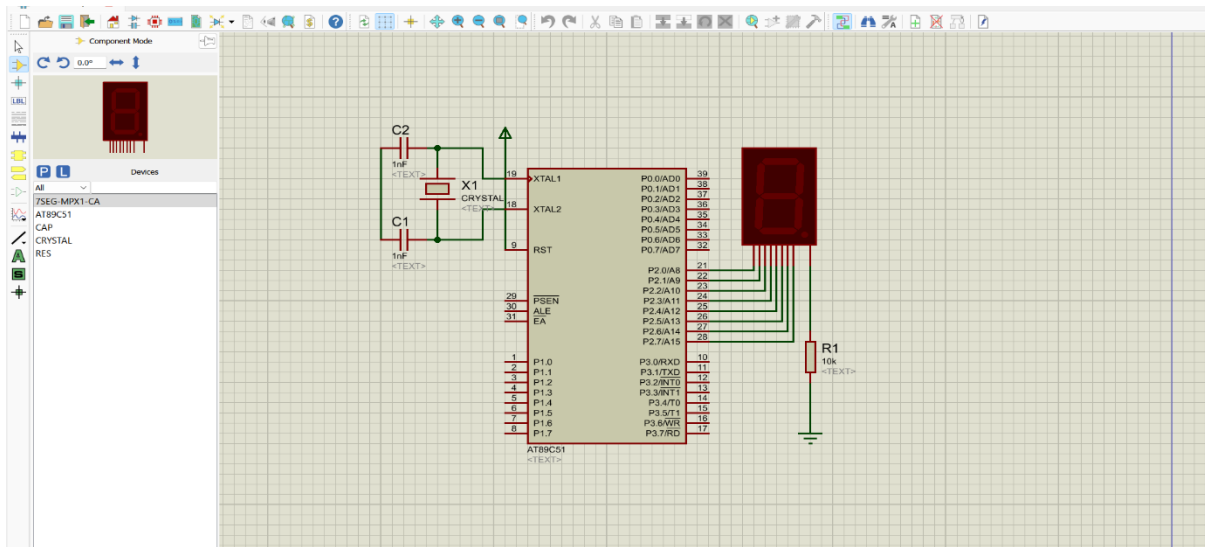 Component Mode
0.0°
LBL
P L Devices
All
7SEG-MPX1-CA
AT89C51
CAP
CRYSTAL
RES
A
S
C2
1nF
<TEXT>
X1
CRYSTAL
<TEXT>
C1
1nF
<TEXT>
19 XTAL1
18 XTAL2
9 RST
29 PSEN
30 ALE
31 EA
1 P1.0
2 P1.1
3 P1.2
4 P1.3
5 P1.4
6 P1.5
7 P1.6
8 P1.7
P0.0/AD0 39
P0.1/AD1 38
P0.2/AD2 37
P0.3/AD3 36
P0.4/AD4 35
P0.5/AD5 34
P0.6/AD6 33
P0.7/AD7 32
P2.0/A8 21
P2.1/A9 22
P2.2/A10 23
P2.3/A11 24
P2.4/A12 25
P2.5/A13 26
P2.6/A14 27
P2.7/A15 28
P3.0/RXD 10
P3.1/TXD 11
P3.2/INT0 12
P3.3/INT1 13
P3.4/T0 14
P3.5/T1 15
P3.6/WR 16
P3.7/RD 17
AT89C51
<TEXT>
R1
10k
<TEXT>